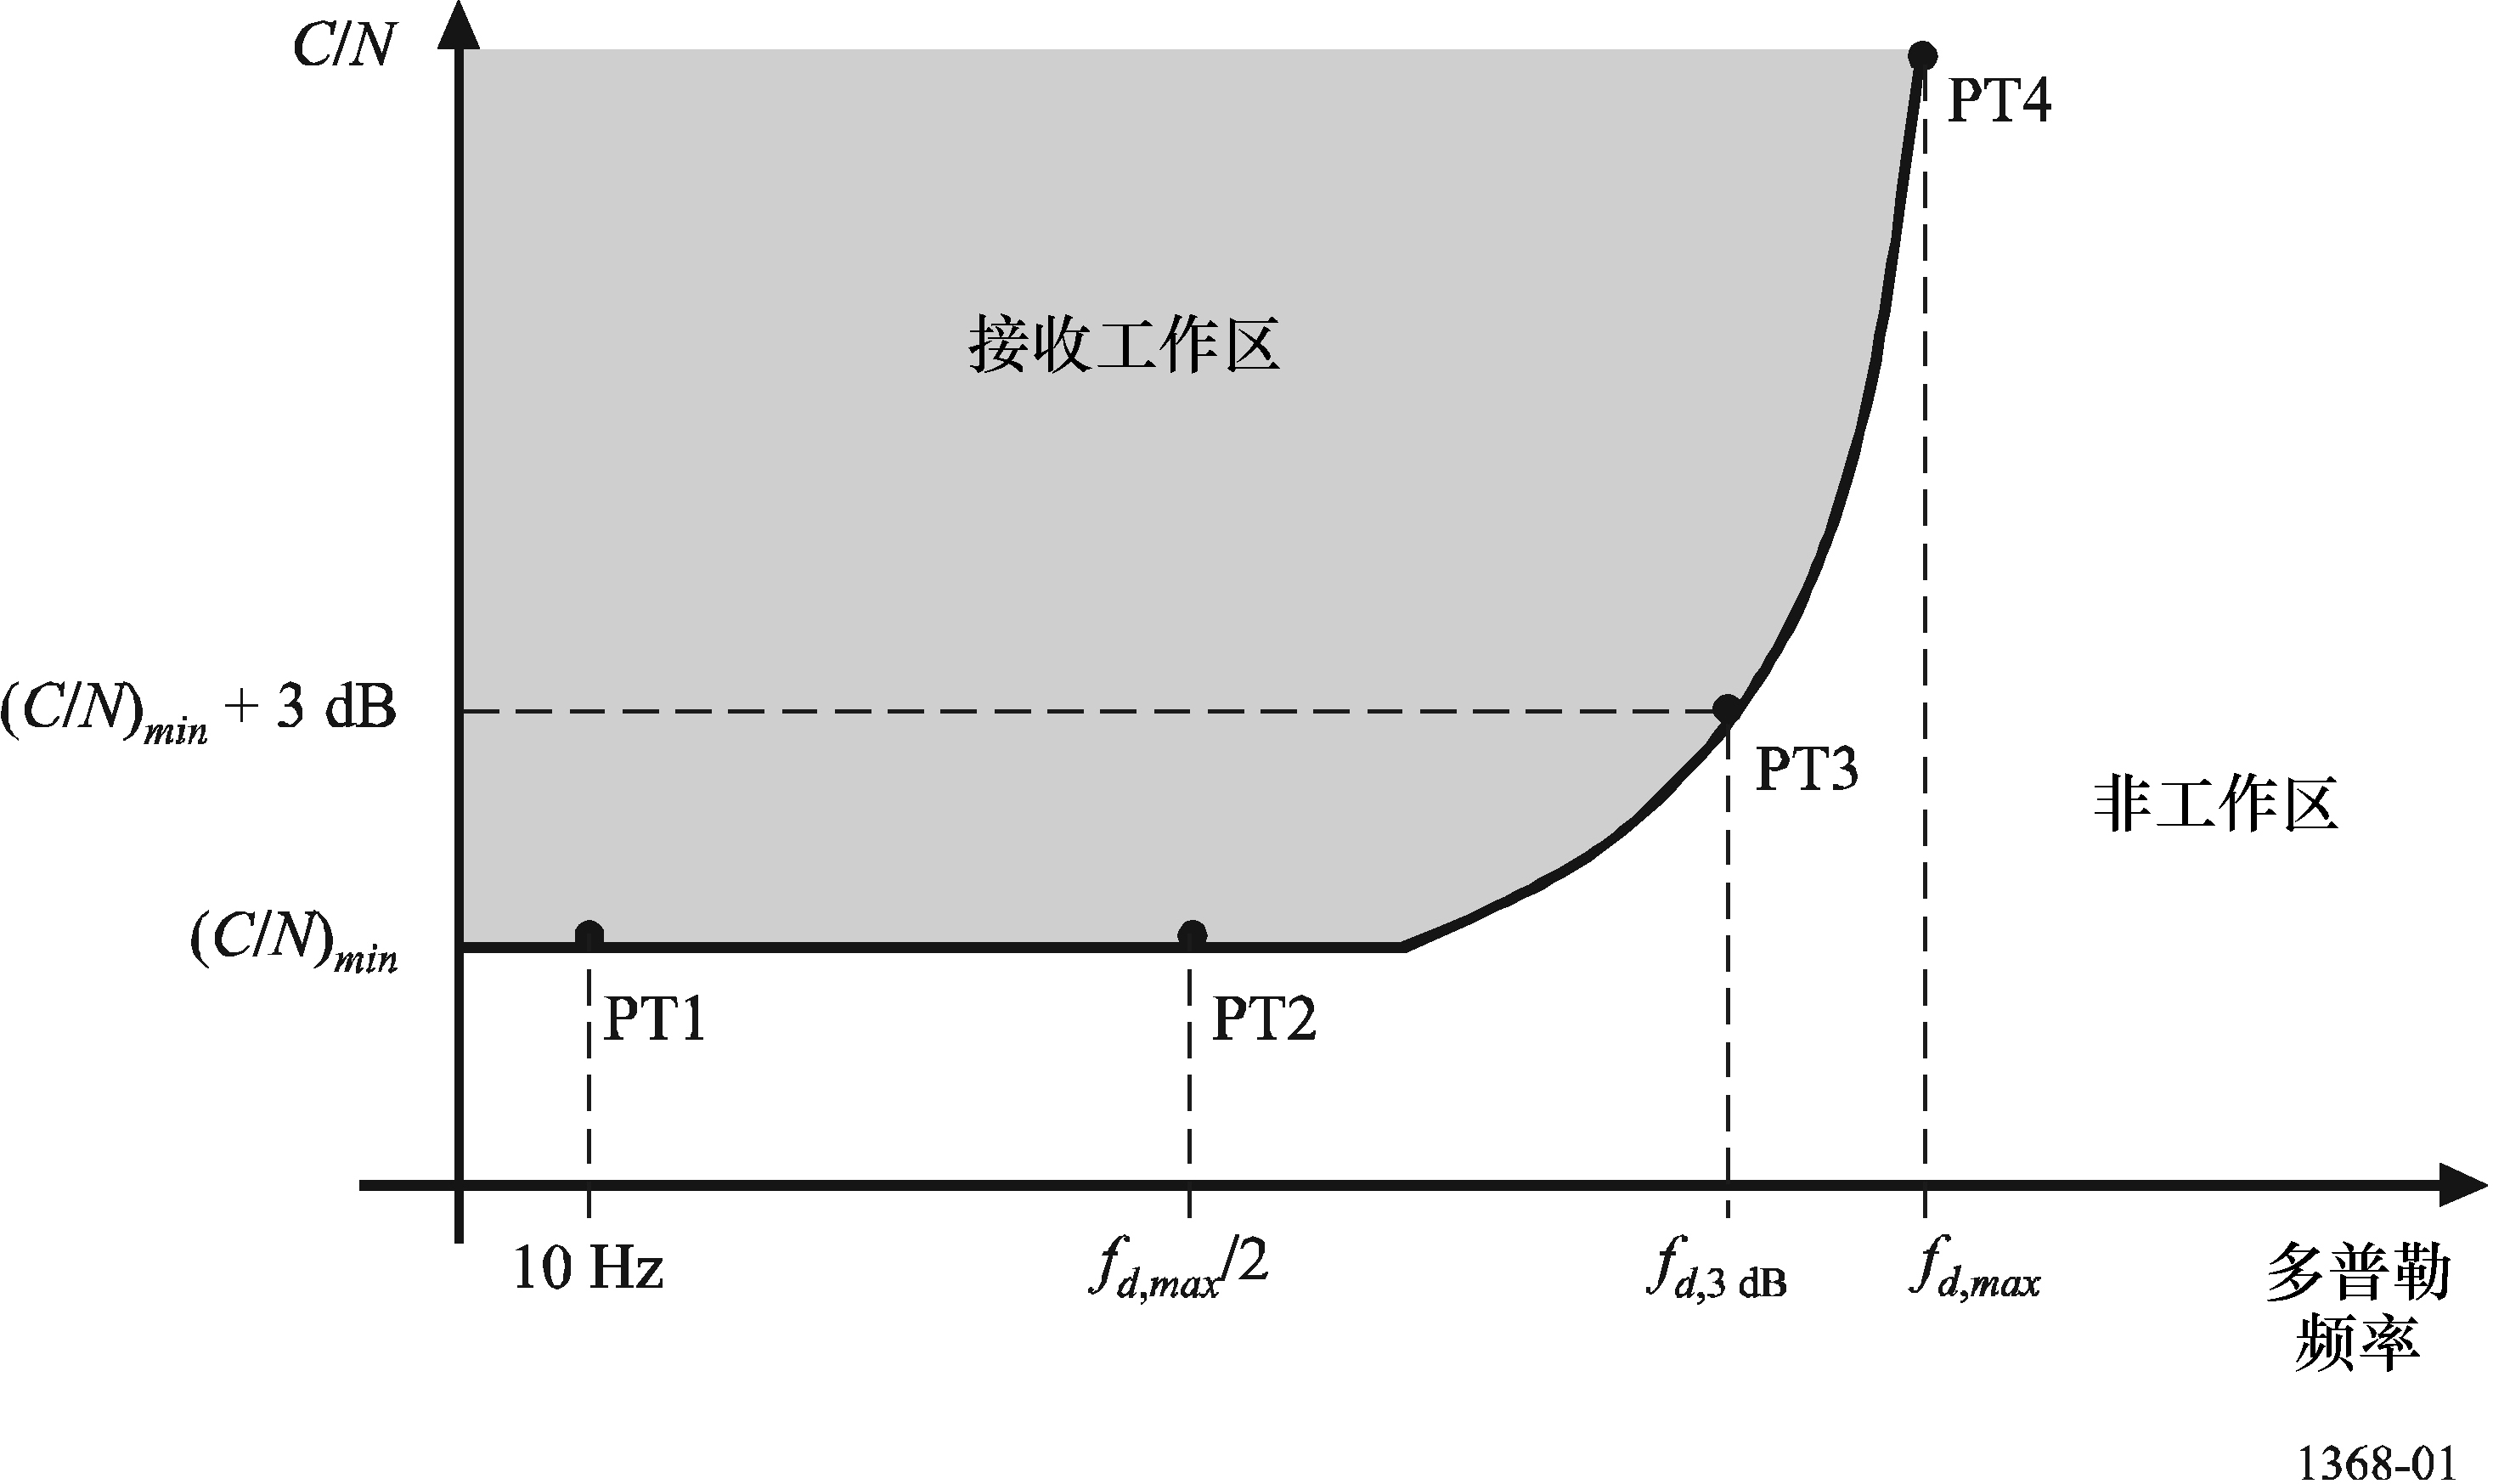 C/N
PT4
接收工作区
(C/N)min + 3 dB
PT3
非工作区
(C/N)min
PT1
PT2
10 Hz
fd,max/2
fd,3 dB
fd,max
多普勒
频率
1368-01